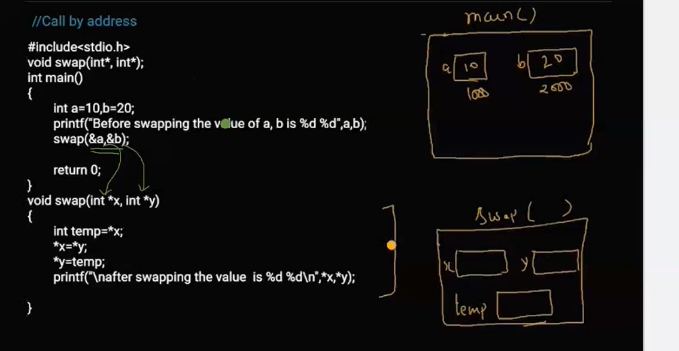 //Call by address
#include<stdio.h>
void swap(int*, int*);
int main()
{
int a=10,b=20;
printf("Before swapping the value of a, b is %d %d",a,b);
swap(&a,&b);
return 0;
}
void swap(int *x, int *y)
{
int temp=*x;
*x=*y;
*y=temp;
printf("\nafter swapping the value  is %d %d\n",*x,*y);
}
main()
a 10 b 20
1000 2000
swap( )
x y
temp